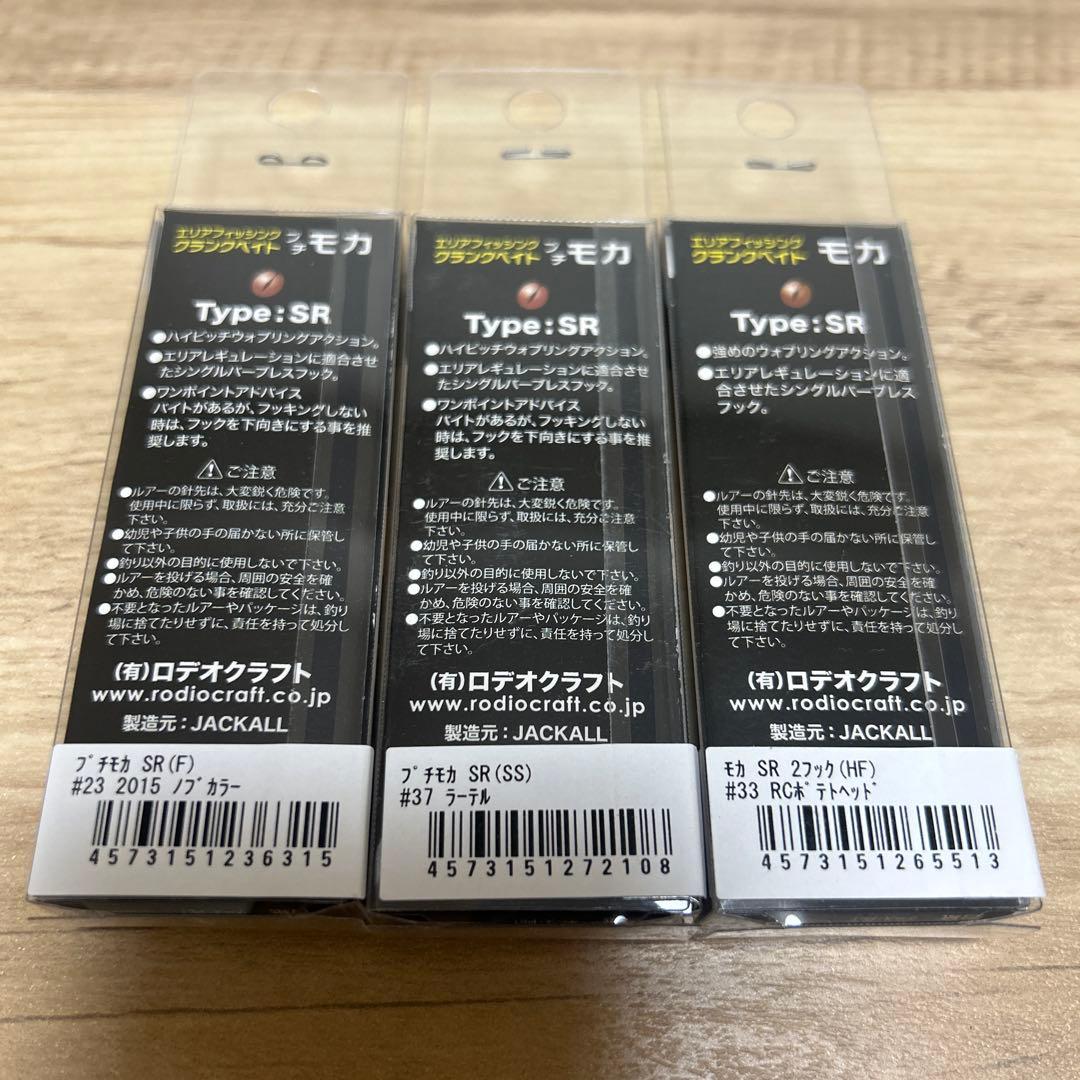 エリアフィッシング
クランクベイト
プチモカ
Type:SR
●ハイピッチウォブリングアクション。
●エリアレギュレーションに適合させ
たシングルバーブレスフック。
●ワンポイントアドバイス
バイトがあるが、フッキングしない
時は、フックを下向きにする事を推
奨します。
⚠ご注意
●ルアーの針先は、大変鋭く危険です。
使用中に限らず、取扱には、充分ご注意
下さい。
●幼児や子供の手の届かない所に保管し
て下さい。
●釣り以外の目的に使用しないで下さい。
●ルアーを投げる場合、周囲の安全を確
かめ、危険のない事を確認してください。
●不要となったルアーやパッケージは、釣り
場に捨てたりせずに、責任を持って処分し
て下さい。
(有)ロデオクラフト
www.rodiocraft.co.jp
製造元:JACKALL
プチモカ SR(F)
#23 2015 ノブカラー
4573151236315
エリアフィッシング
クランクベイト
プチモカ
Type:SR
●ハイピッチウォブリングアクション。
●エリアレギュレーションに適合させ
たシングルバーブレスフック。
●ワンポイントアドバイス
バイトがあるが、フッキングしない
時は、フックを下向きにする事を推
奨します。
⚠ご注意
●ルアーの針先は、大変鋭く危険です。
使用中に限らず、取扱には、充分ご注意
下さい。
●幼児や子供の手の届かない所に保管し
て下さい。
●釣り以外の目的に使用しないで下さい。
●ルアーを投げる場合、周囲の安全を確
かめ、危険のない事を確認してください。
●不要となったルアーやパッケージは、釣り
場に捨てたりせずに、責任を持って処分し
て下さい。
(有)ロデオクラフト
www.rodiocraft.co.jp
製造元:JACKALL
プチモカ SR(SS)
#37 ラーテル
4573151272108
エリアフィッシング
クランクベイト
モカ
Type:SR
●強めのウォブリングアクション。
●エリアレギュレーションに適
合させたシングルバーブレス
フック。
⚠ご注意
●ルアーの針先は、大変鋭く危険です。
使用中に限らず、取扱には、充分ご注意
下さい。
●幼児や子供の手の届かない所に保管し
て下さい。
●釣り以外の目的に使用しないで下さい。
●ルアーを投げる場合、周囲の安全を確
かめ、危険のない事を確認してください。
●不要となったルアーやパッケージは、釣り
場に捨てたりせずに、責任を持って処分し
て下さい。
(有)ロデオクラフト
www.rodiocraft.co.jp
製造元:JACKALL
モカ SR 2フック(HF)
#33 RCポテトヘッド
4573151265513